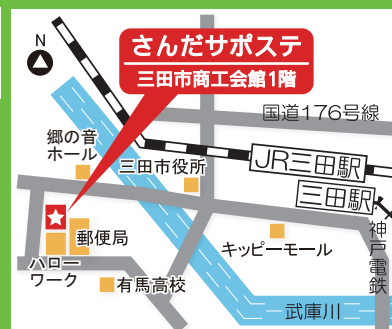 N
さんだサポステ
三田市商工会館1階
国道176号線
郷の音
ホール
三田市役所
JR三田駅
三田駅
神戸電鉄
郵便局
キッピーモール
ハロー
ワーク
有馬高校
武庫川